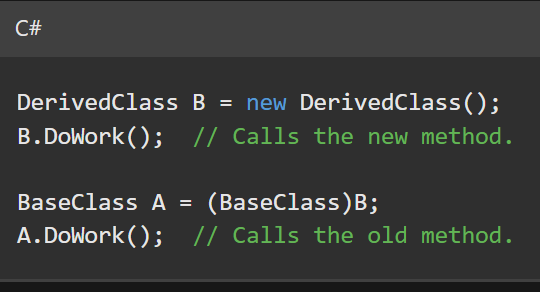 C#
DerivedClass B = new DerivedClass();
B.DoWork();  // Calls the new method.
BaseClass A = (BaseClass)B;
A.DoWork();  // Calls the old method.